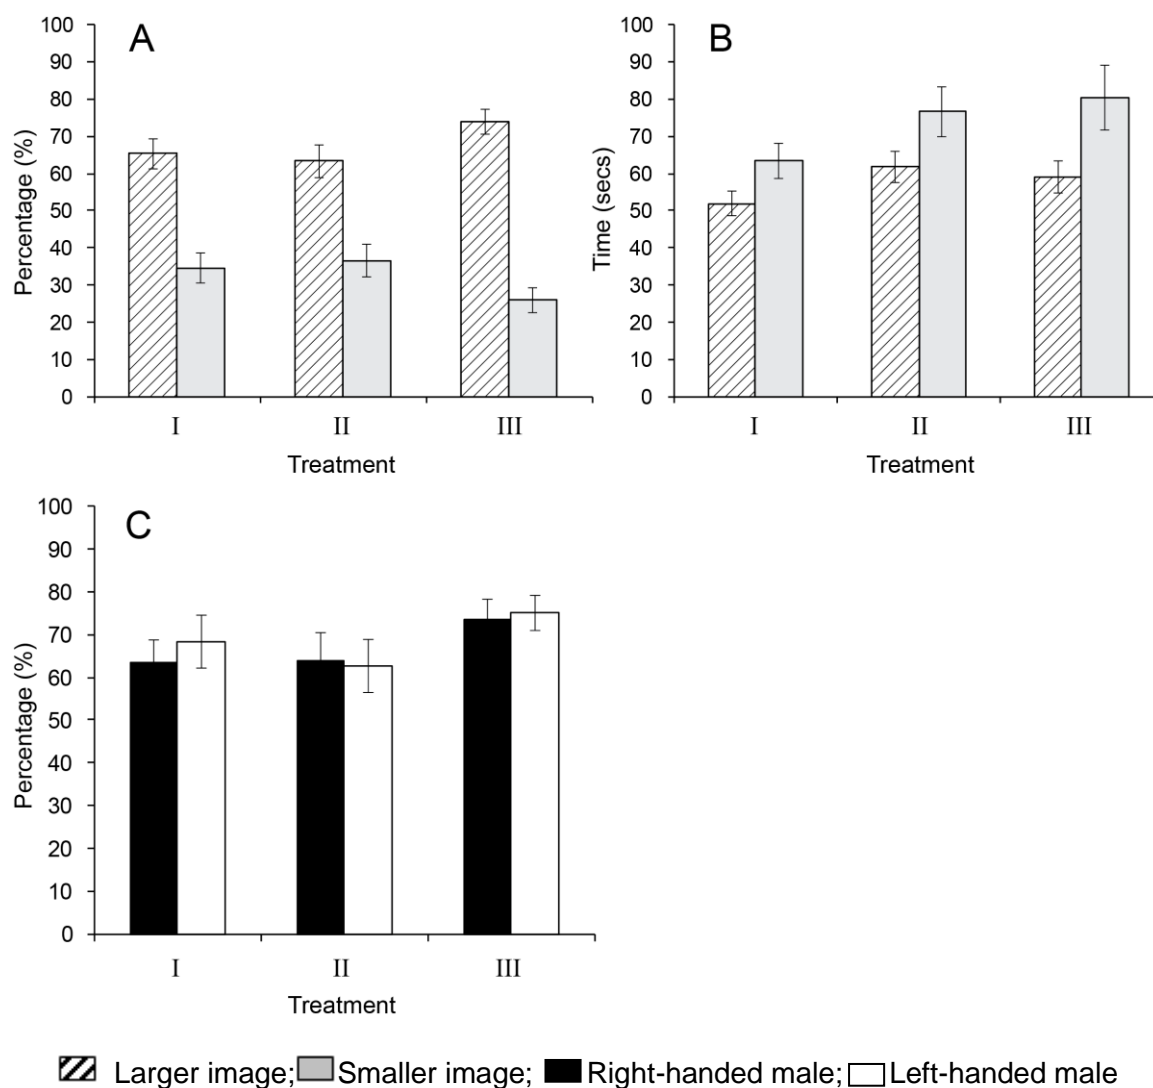 A
100
90
80
70
60
50
40
30
20
10
0
Percentage (%)
I II III
Treatment
B
100
90
80
70
60
50
40
30
20
10
0
Time (secs)
I II III
Treatment
C
100
90
80
70
60
50
40
30
20
10
0
Percentage (%)
I II III
Treatment
Larger image; Smaller image; Right-handed male; Left-handed male